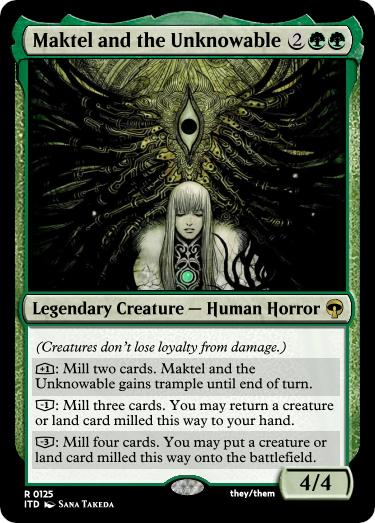 Maktel and the Unknowable 2
Legendary Creature — Human Horror
(Creatures don't lose loyalty from damage.)
+1: Mill two cards. Maktel and the
Unknowable gains trample until end of turn.
-1: Mill three cards. You may return a creature
or land card milled this way to your hand.
-3: Mill four cards. You may put a creature or
land card milled this way onto the battlefield.
4/4
R 0125
ITD Sana Takeda they/them